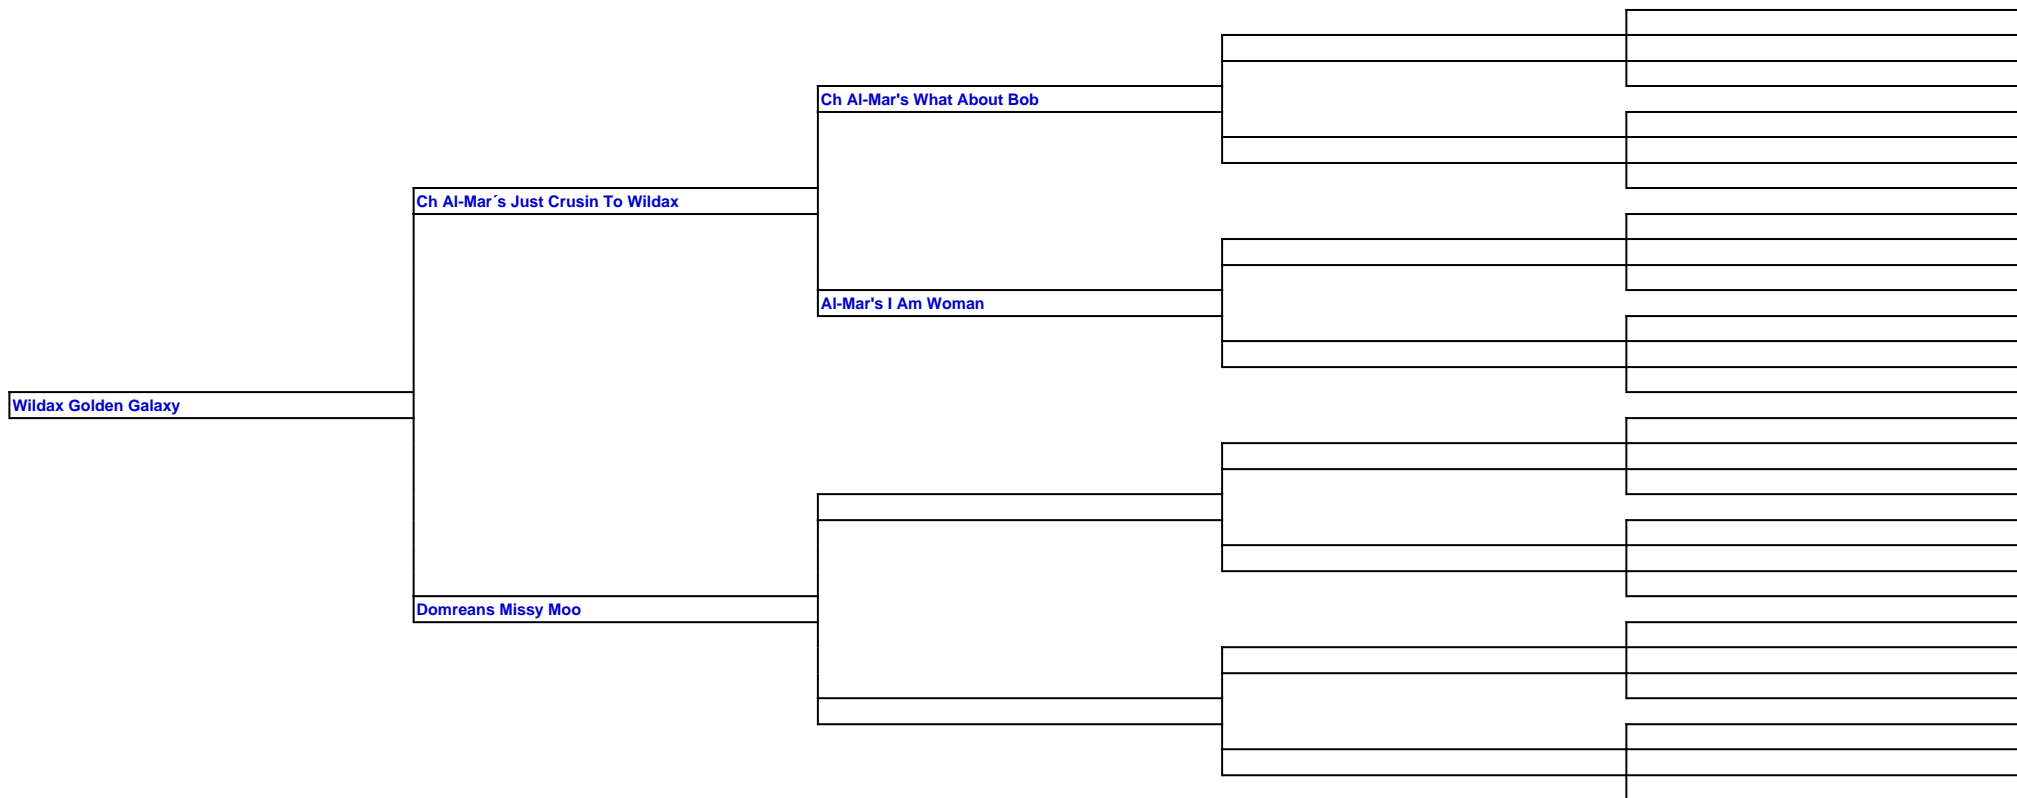 Ch Al-Mar's What About Bob
Ch Al-Mar´s Just Crusin To Wildax
Al-Mar's I Am Woman
Wildax Golden Galaxy
Domreans Missy Moo